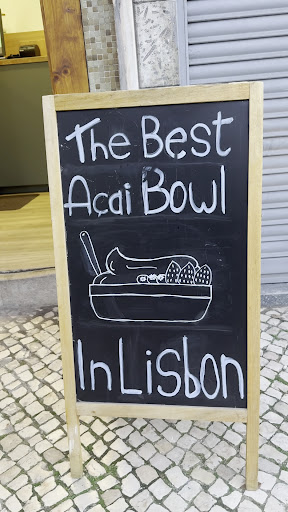 The Best
Açai Bowl
In Lisbon